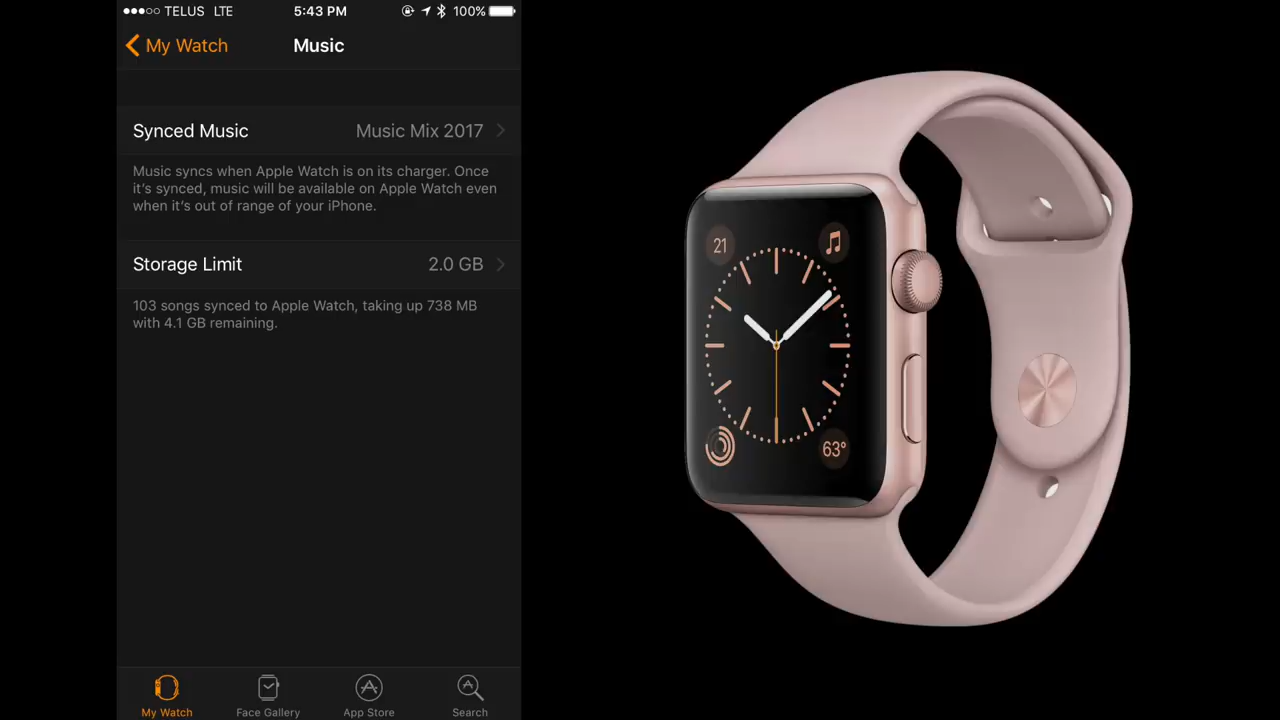 TELUS LTE 5:43 PM 100%
My Watch Music
Synced Music Music Mix 2017
Music syncs when Apple Watch is on its charger. Once
it's synced, music will be available on Apple Watch even
when it's out of range of your iPhone.
Storage Limit 2.0 GB
103 songs synced to Apple Watch, taking up 738 MB
with 4.1 GB remaining.
My Watch Face Gallery App Store Search
21
63°